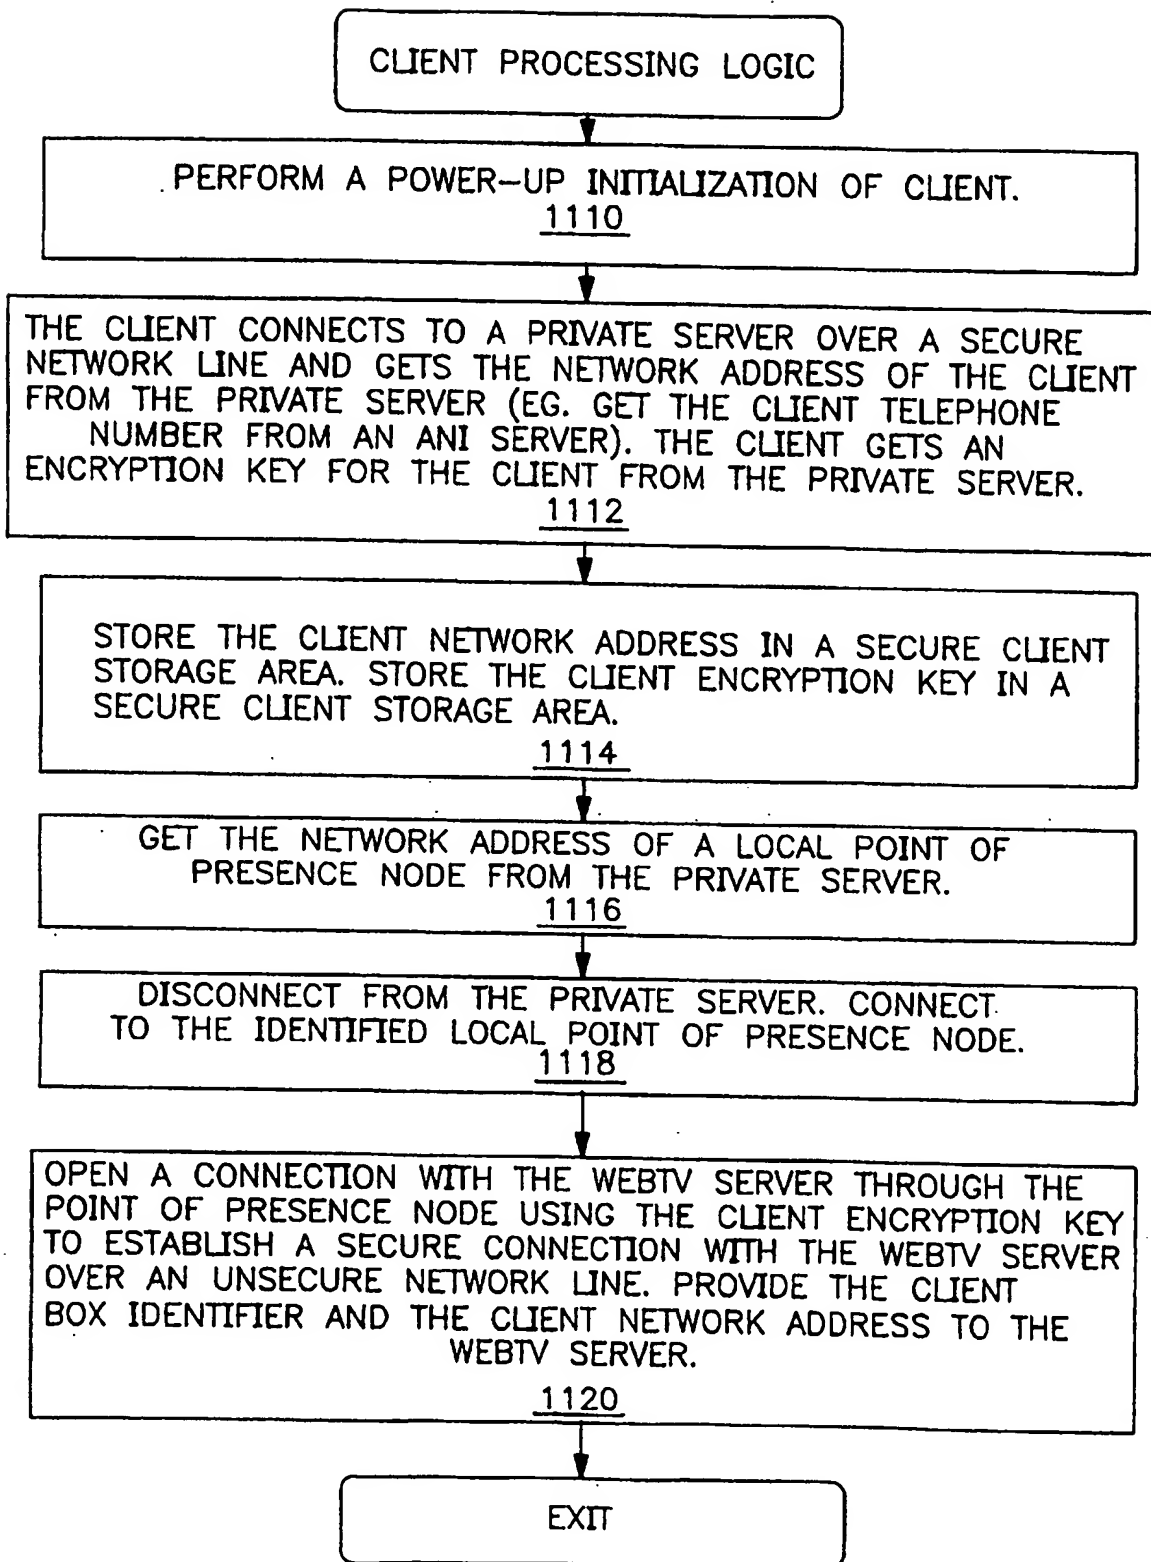 CLIENT PROCESSING LOGIC
PERFORM A POWER-UP INITIALIZATION OF CLIENT.
1110
THE CLIENT CONNECTS TO A PRIVATE SERVER OVER A SECURE
NETWORK LINE AND GETS THE NETWORK ADDRESS OF THE CLIENT
FROM THE PRIVATE SERVER (EG. GET THE CLIENT TELEPHONE
NUMBER FROM AN ANI SERVER). THE CLIENT GETS AN
ENCRYPTION KEY FOR THE CLIENT FROM THE PRIVATE SERVER.
1112
STORE THE CLIENT NETWORK ADDRESS IN A SECURE CLIENT
STORAGE AREA. STORE THE CLIENT ENCRYPTION KEY IN A
SECURE CLIENT STORAGE AREA.
1114
GET THE NETWORK ADDRESS OF A LOCAL POINT OF
PRESENCE NODE FROM THE PRIVATE SERVER.
1116
DISCONNECT FROM THE PRIVATE SERVER. CONNECT
TO THE IDENTIFIED LOCAL POINT OF PRESENCE NODE.
1118
OPEN A CONNECTION WITH THE WEBTV SERVER THROUGH THE
POINT OF PRESENCE NODE USING THE CLIENT ENCRYPTION KEY
TO ESTABLISH A SECURE CONNECTION WITH THE WEBTV SERVER
OVER AN UNSECURE NETWORK LINE. PROVIDE THE CLIENT
BOX IDENTIFIER AND THE CLIENT NETWORK ADDRESS TO THE
WEBTV SERVER.
1120
EXIT